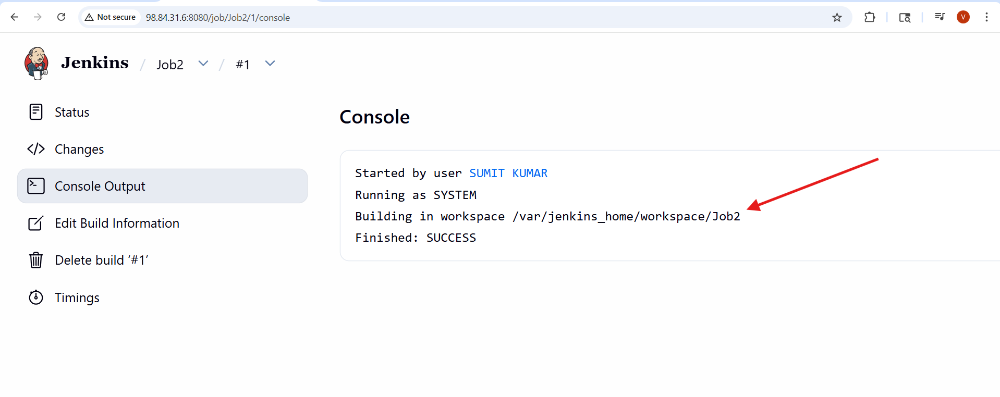 Not secure 98.84.31.6:8080/job/Job2/1/console V
Jenkins / Job2 / #1
Status
Changes
Console Output
Edit Build Information
Delete build ‘#1’
Timings
Console
Started by user SUMIT KUMAR
Running as SYSTEM
Building in workspace /var/jenkins_home/workspace/Job2
Finished: SUCCESS